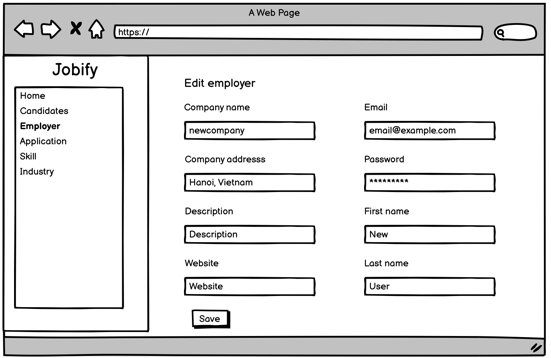 A Web Page
https://
Jobify
Home
Candidates
Employer
Application
Skill
Industry
Edit employer
Company name
newcompany
Company addresss
Hanoi, Vietnam
Description
Description
Website
Website
Email
email@example.com
Password
*********
First name
New
Last name
User
Save